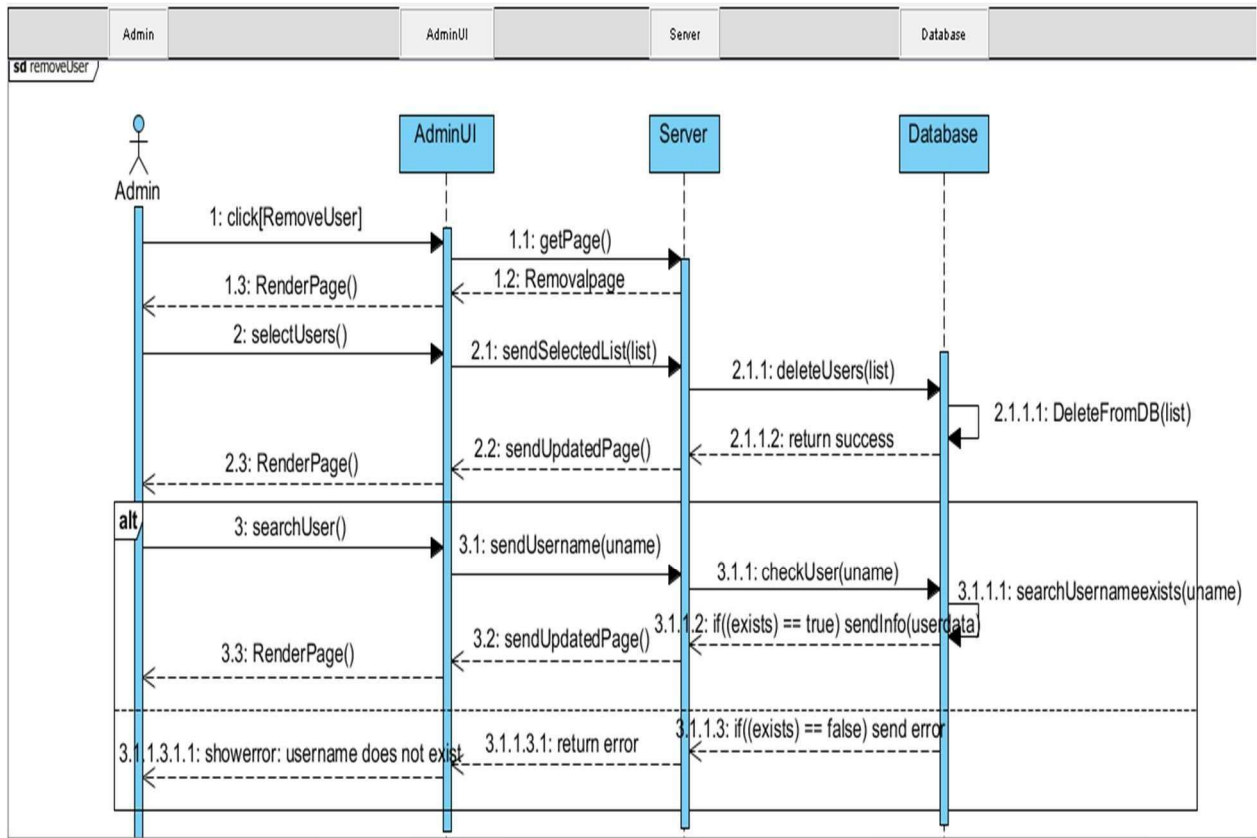 Admin
AdminUI
Server
Database
sd removeUser
Admin
AdminUI
Server
Database
1: click[RemoveUser]
1.1: getPage()
1.2: Removalpage
1.3: RenderPage()
2: selectUsers()
2.1: sendSelectedList(list)
2.1.1: deleteUsers(list)
2.1.1.1: DeleteFromDB(list)
2.1.1.2: return success
2.2: sendUpdatedPage()
2.3: RenderPage()
alt
3: searchUser()
3.1: sendUsername(uname)
3.1.1: checkUser(uname)
3.1.1.1: searchUsernameexists(uname)
3.1.1.2: if((exists) == true) sendInfo(userdata)
3.2: sendUpdatedPage()
3.3: RenderPage()
3.1.1.3: if((exists) == false) send error
3.1.1.3.1: return error
3.1.1.3.1.1: showerror: username does not exist